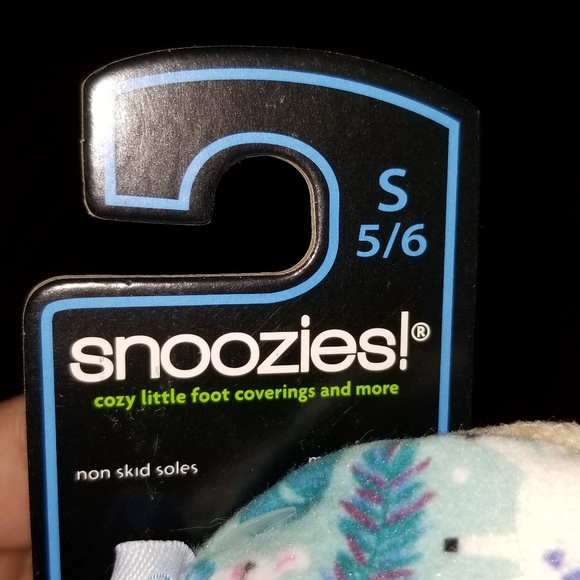 S
5/6
snoozies!®
cozy little foot coverings and more
non skid soles